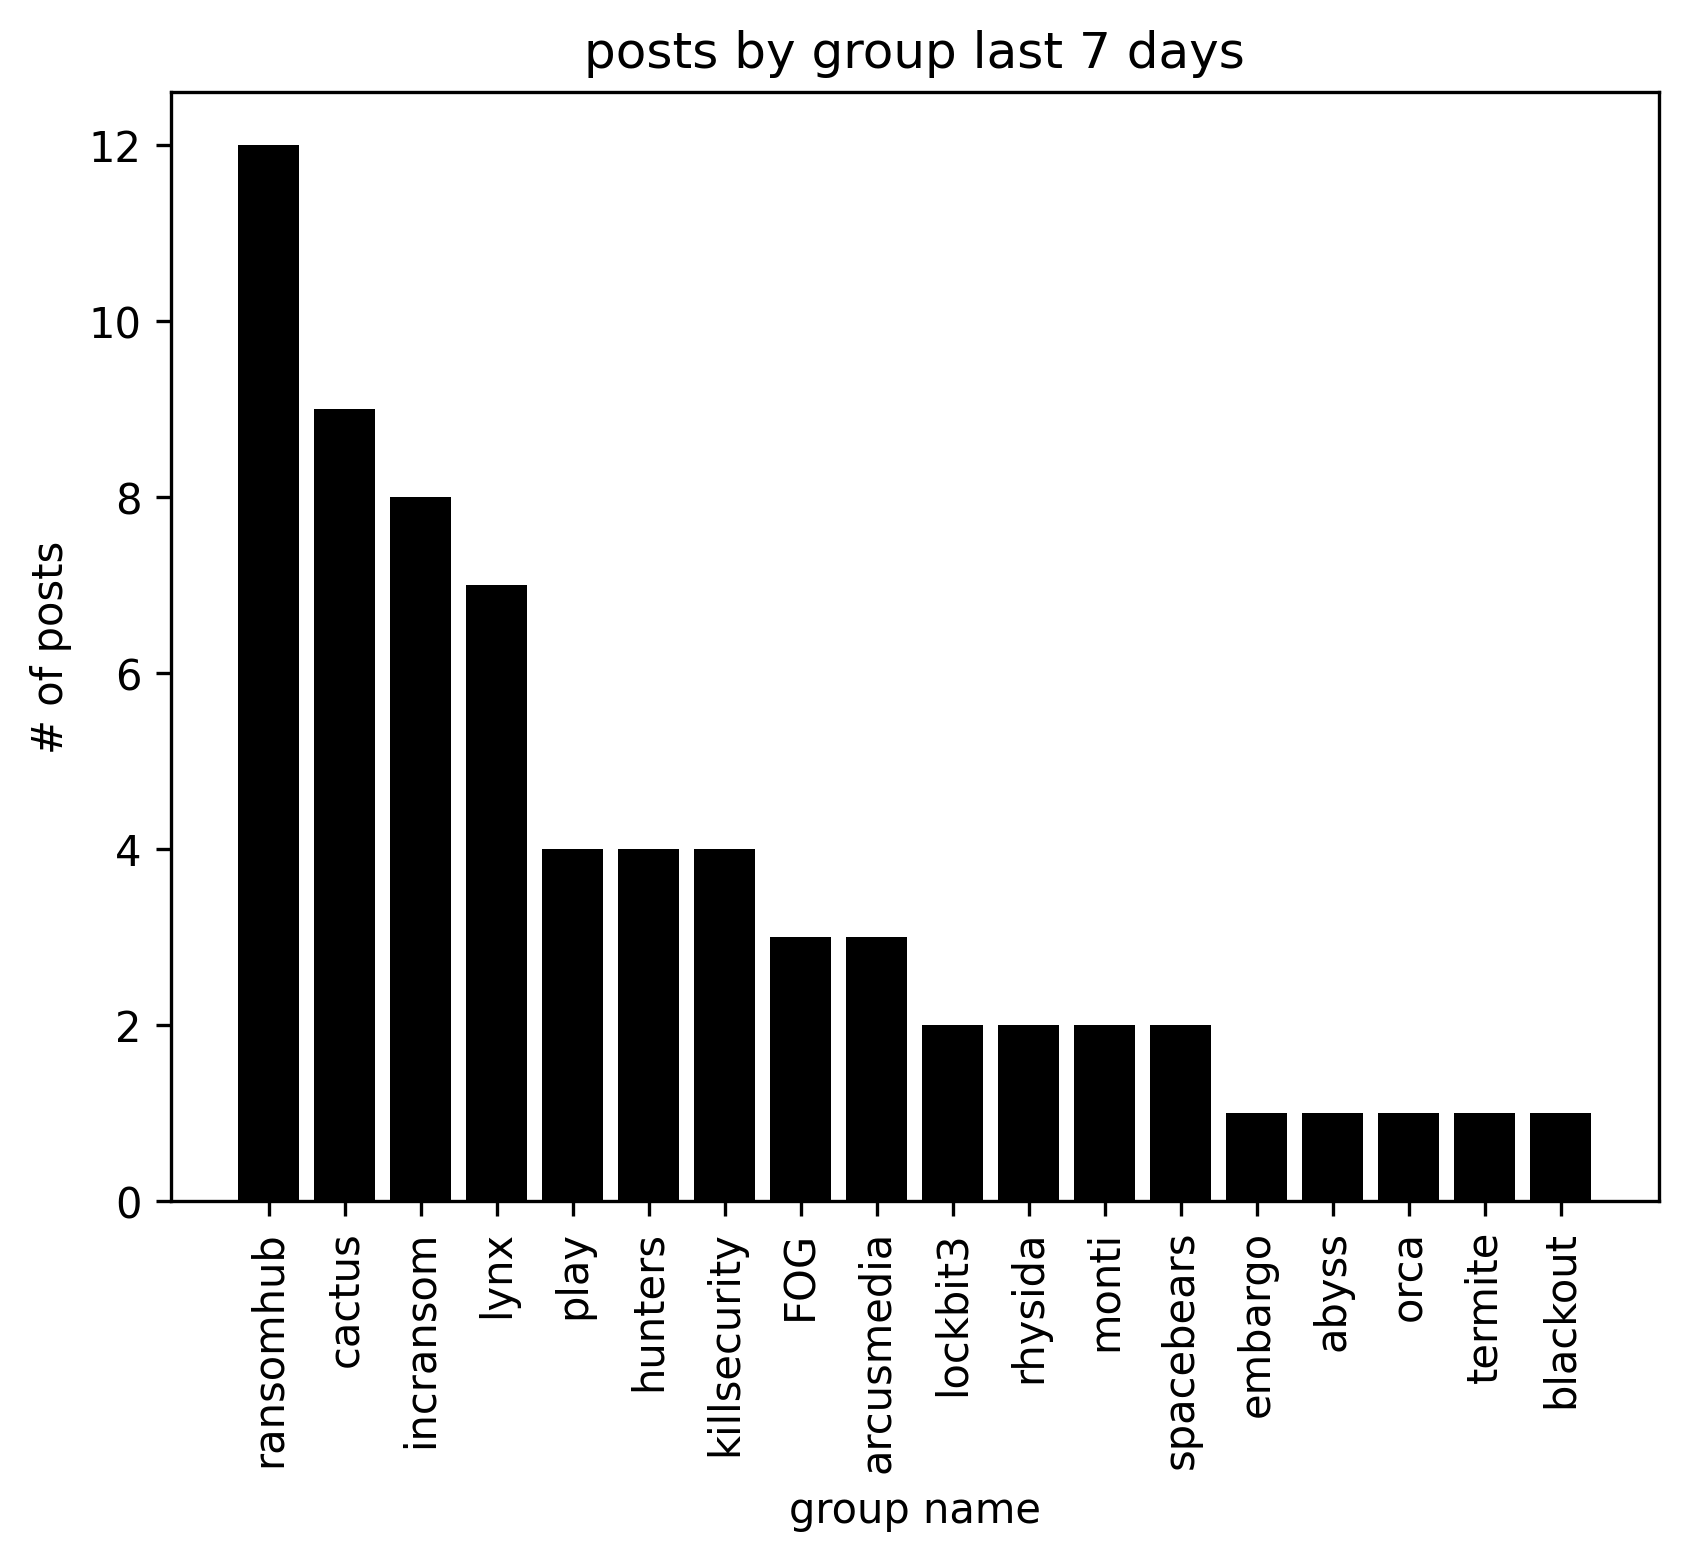 posts by group last 7 days
12
10
8
6
4
2
0
# of posts
ransomhub
cactus
incransom
lynx
play
hunters
killsecurity
FOG
arcusmedia
lockbit3
rhysida
monti
spacebears
embargo
abyss
orca
termite
blackout
group name